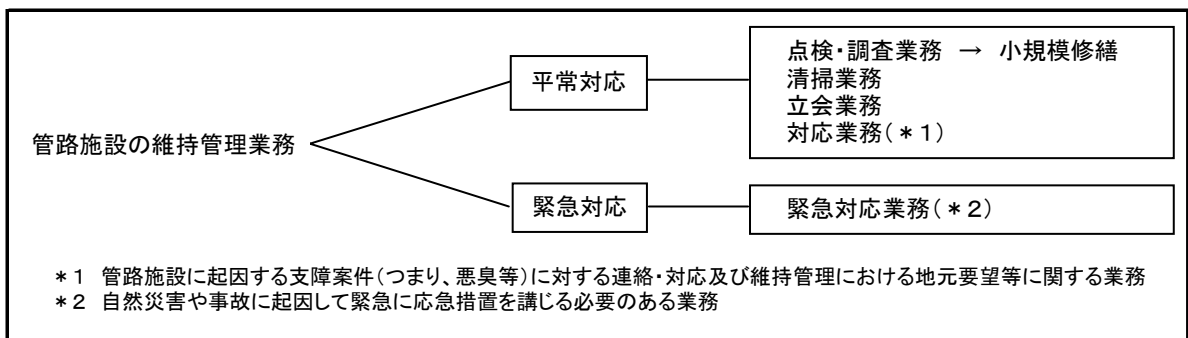 管路施設の維持管理業務
平常対応
点検・調査業務 → 小規模修繕
清掃業務
立会業務
対応業務(*1)
緊急対応
緊急対応業務(*2)
*1 管路施設に起因する支障案件(つまり、悪臭等)に対する連絡・対応及び維持管理における地元要望等に関する業務
*2 自然災害や事故に起因して緊急に応急措置を講じる必要のある業務